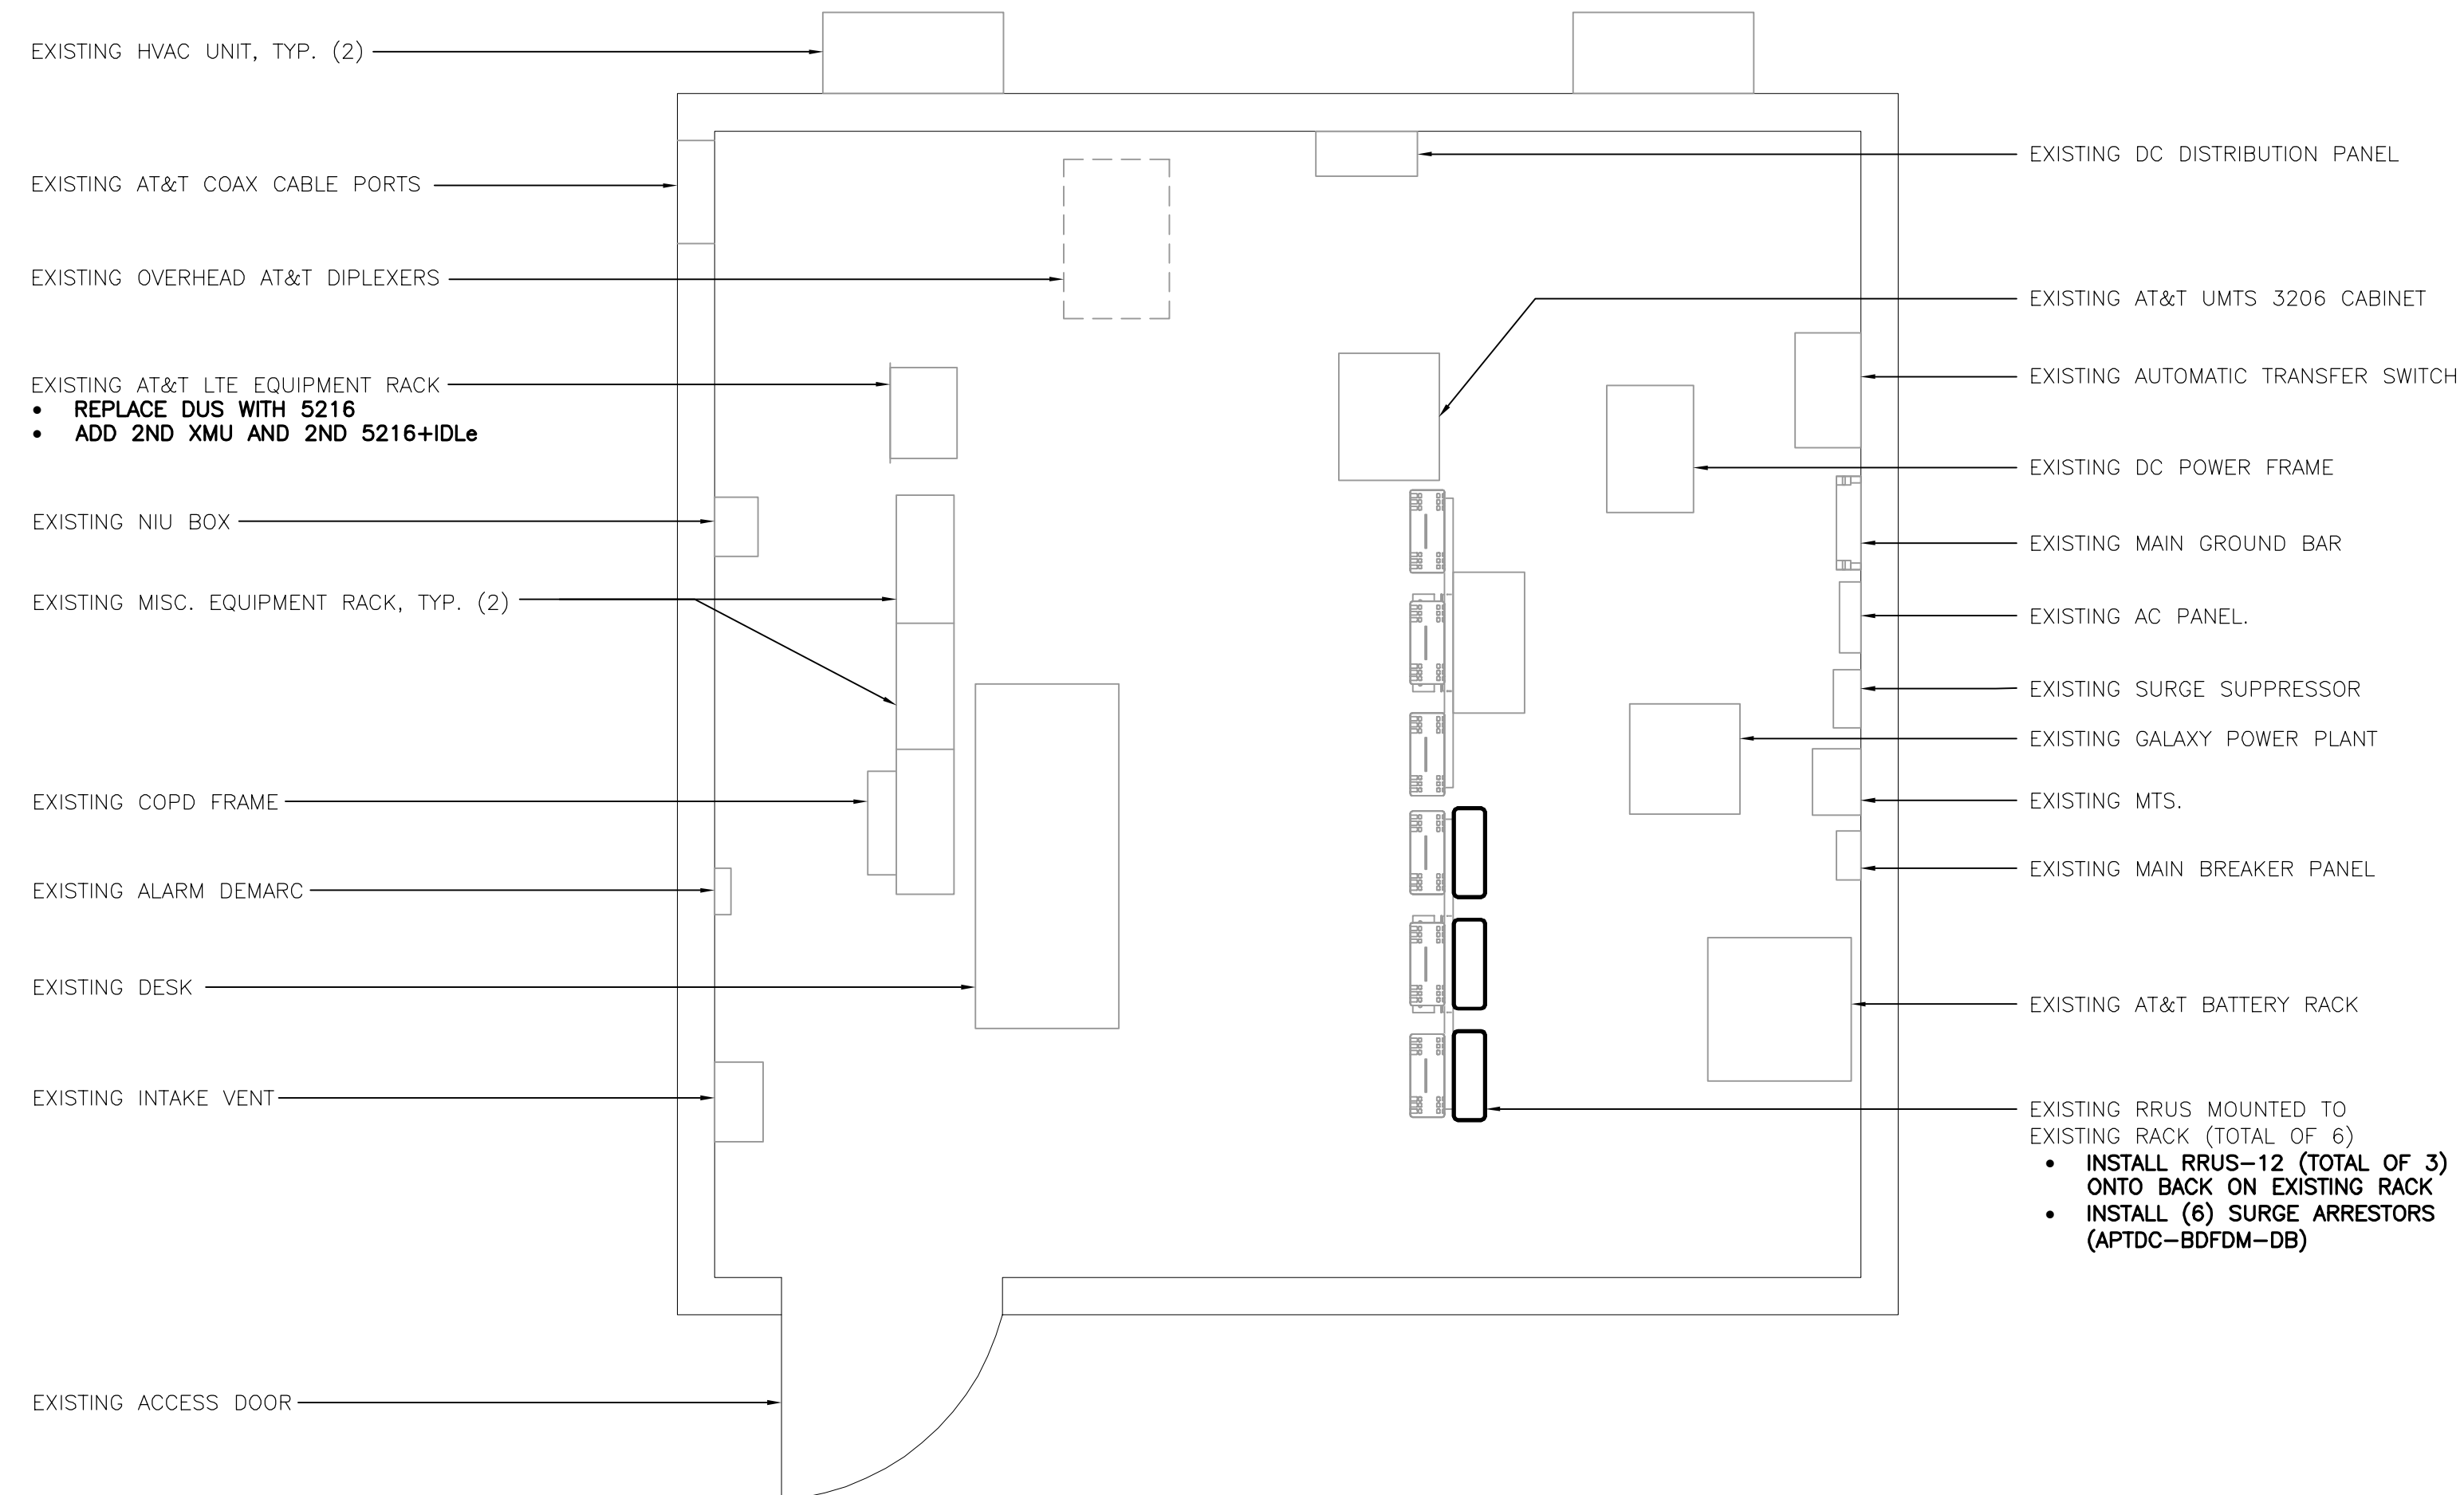 EXISTING HVAC UNIT, TYP. (2)
EXISTING AT&T COAX CABLE PORTS
EXISTING OVERHEAD AT&T DIPLEXERS
EXISTING AT&T LTE EQUIPMENT RACK
• REPLACE DUS WITH 5216
• ADD 2ND XMU AND 2ND 5216+IDLe
EXISTING NIU BOX
EXISTING MISC. EQUIPMENT RACK, TYP. (2)
EXISTING COPD FRAME
EXISTING ALARM DEMARC
EXISTING DESK
EXISTING INTAKE VENT
EXISTING ACCESS DOOR
EXISTING DC DISTRIBUTION PANEL
EXISTING AT&T UMTS 3206 CABINET
EXISTING AUTOMATIC TRANSFER SWITCH
EXISTING DC POWER FRAME
EXISTING MAIN GROUND BAR
EXISTING AC PANEL.
EXISTING SURGE SUPPRESSOR
EXISTING GALAXY POWER PLANT
EXISTING MTS.
EXISTING MAIN BREAKER PANEL
EXISTING AT&T BATTERY RACK
EXISTING RRUS MOUNTED TO
EXISTING RACK (TOTAL OF 6)
• INSTALL RRUS-12 (TOTAL OF 3)
ONTO BACK ON EXISTING RACK
• INSTALL (6) SURGE ARRESTORS
(APTDC-BDFDM-DB)